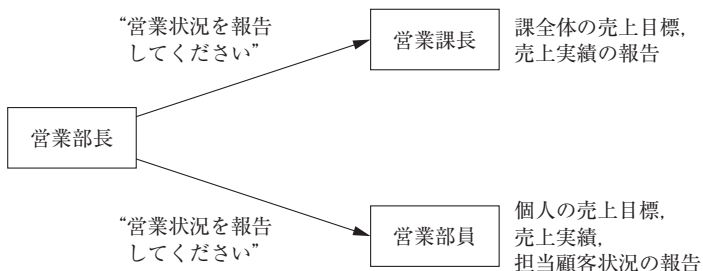 “営業状況を報告
してください”
営業課長
課全体の売上目標,
売上実績の報告
営業部長
“営業状況を報告
してください”
営業部員
個人の売上目標,
売上実績,
担当顧客状況の報告